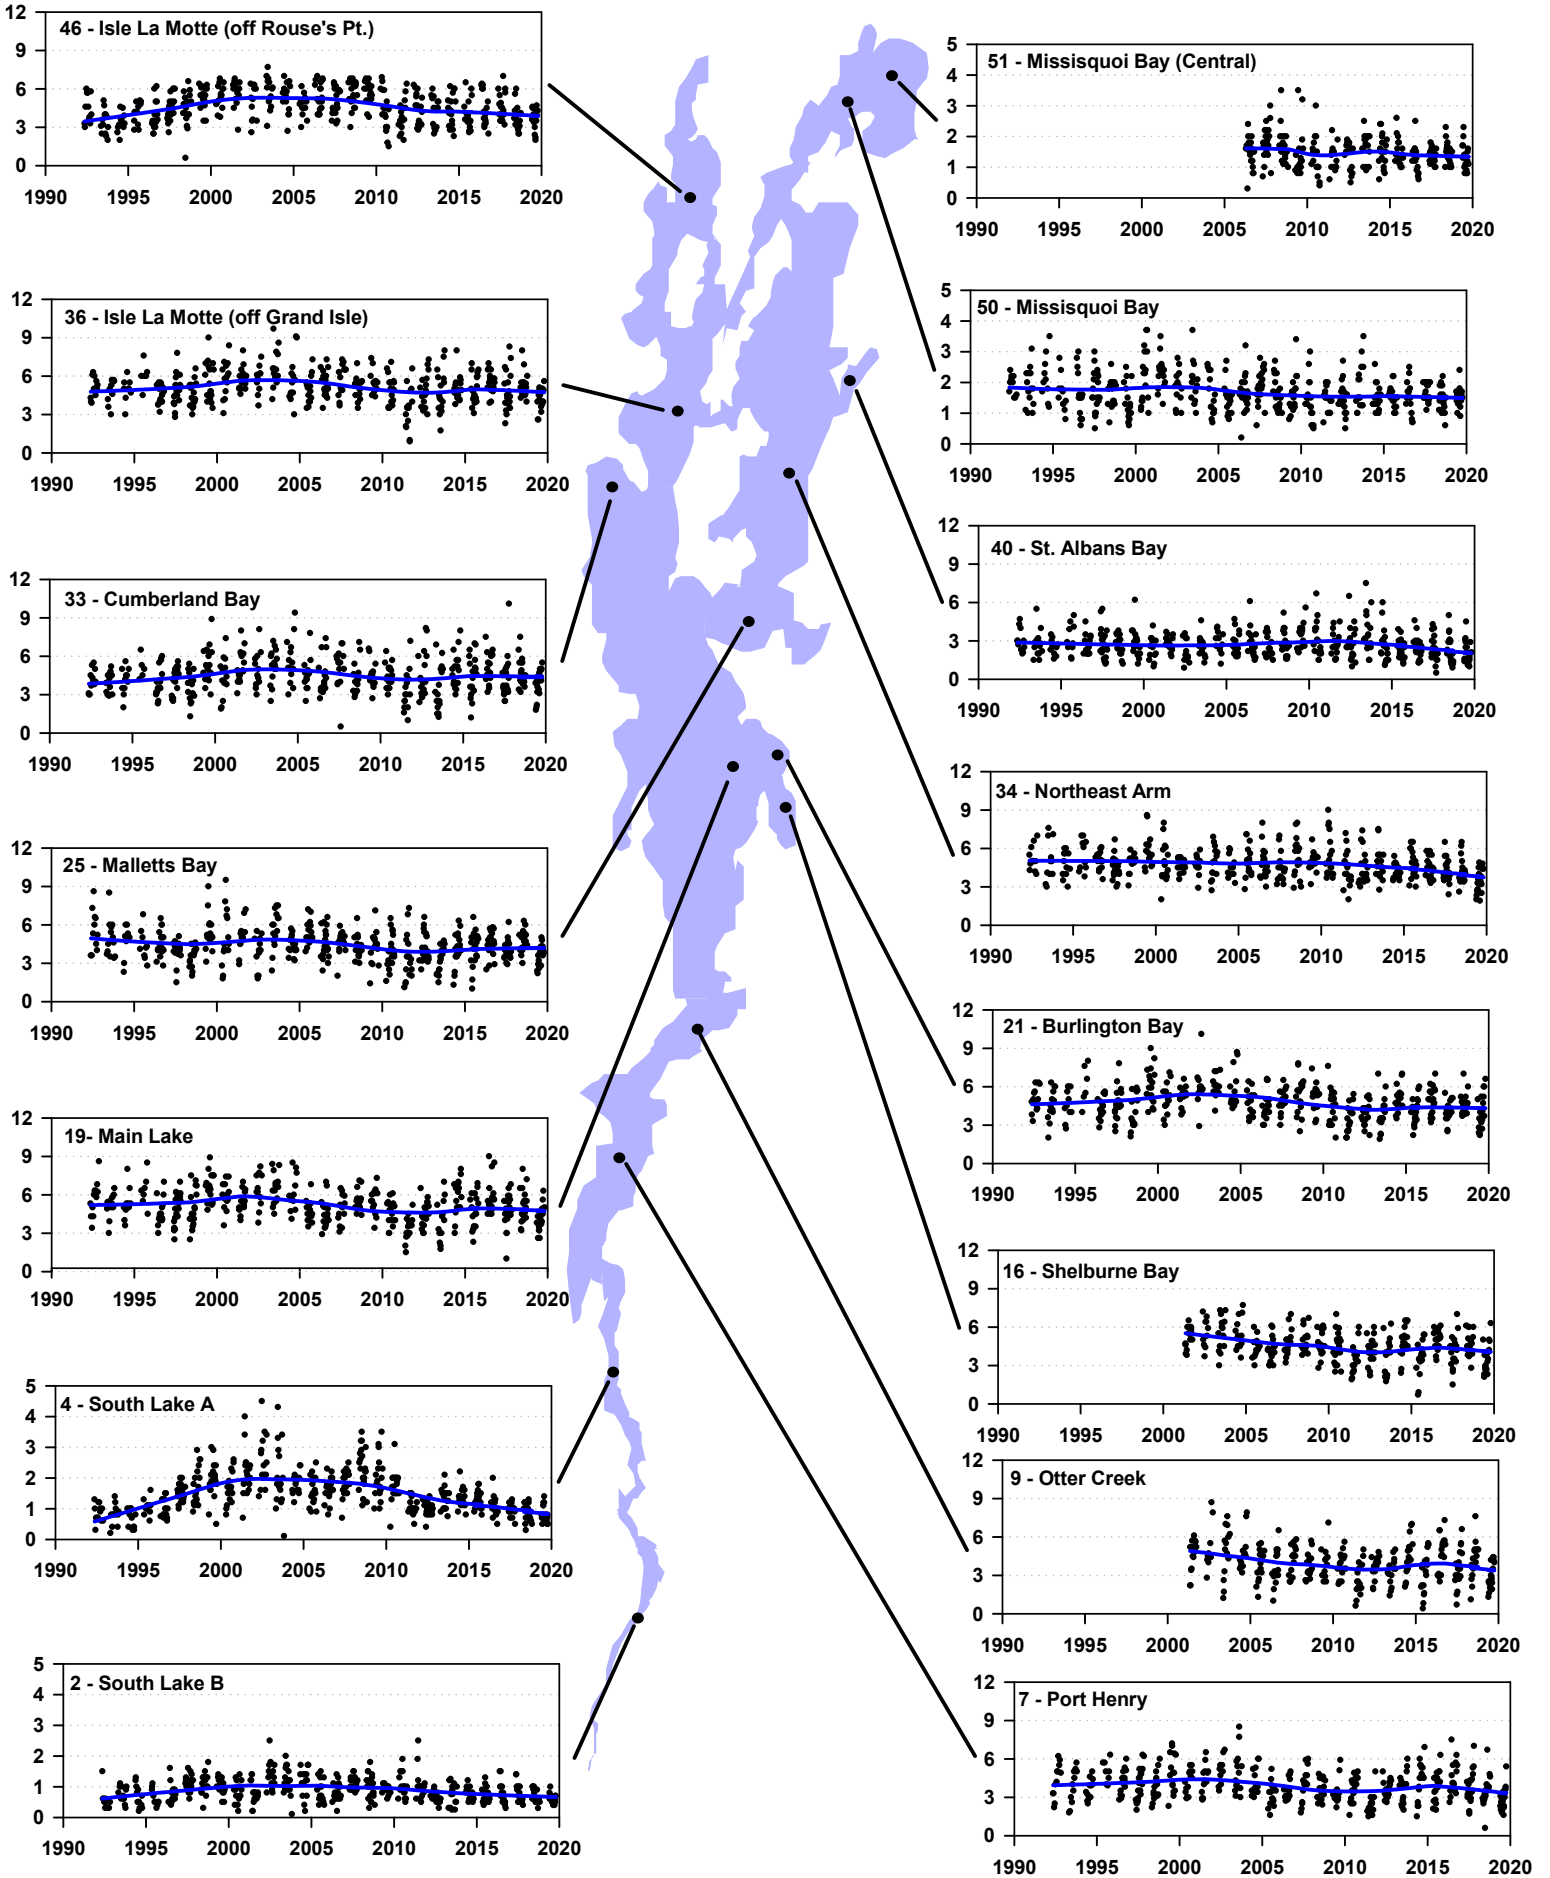 46 - Isle La Motte (off Rouse's Pt.)
12
9
6
3
0
1990 1995 2000 2005 2010 2015 2020
51 - Missisquoi Bay (Central)
5
4
3
2
1
0
1990 1995 2000 2005 2010 2015 2020
36 - Isle La Motte (off Grand Isle)
12
9
6
3
0
1990 1995 2000 2005 2010 2015 2020
50 - Missisquoi Bay
5
4
3
2
1
0
1990 1995 2000 2005 2010 2015 2020
33 - Cumberland Bay
12
9
6
3
0
1990 1995 2000 2005 2010 2015 2020
40 - St. Albans Bay
12
9
6
3
0
1990 1995 2000 2005 2010 2015 2020
25 - Malletts Bay
12
9
6
3
0
1990 1995 2000 2005 2010 2015 2020
34 - Northeast Arm
12
9
6
3
0
1990 1995 2000 2005 2010 2015 2020
19- Main Lake
12
9
6
3
0
1990 1995 2000 2005 2010 2015 2020
21 - Burlington Bay
12
9
6
3
0
1990 1995 2000 2005 2010 2015 2020
16 - Shelburne Bay
12
9
6
3
0
1990 1995 2000 2005 2010 2015 2020
4 - South Lake A
5
4
3
2
1
0
1990 1995 2000 2005 2010 2015 2020
9 - Otter Creek
12
9
6
3
0
1990 1995 2000 2005 2010 2015 2020
2 - South Lake B
5
4
3
2
1
0
1990 1995 2000 2005 2010 2015 2020
7 - Port Henry
12
9
6
3
0
1990 1995 2000 2005 2010 2015 2020